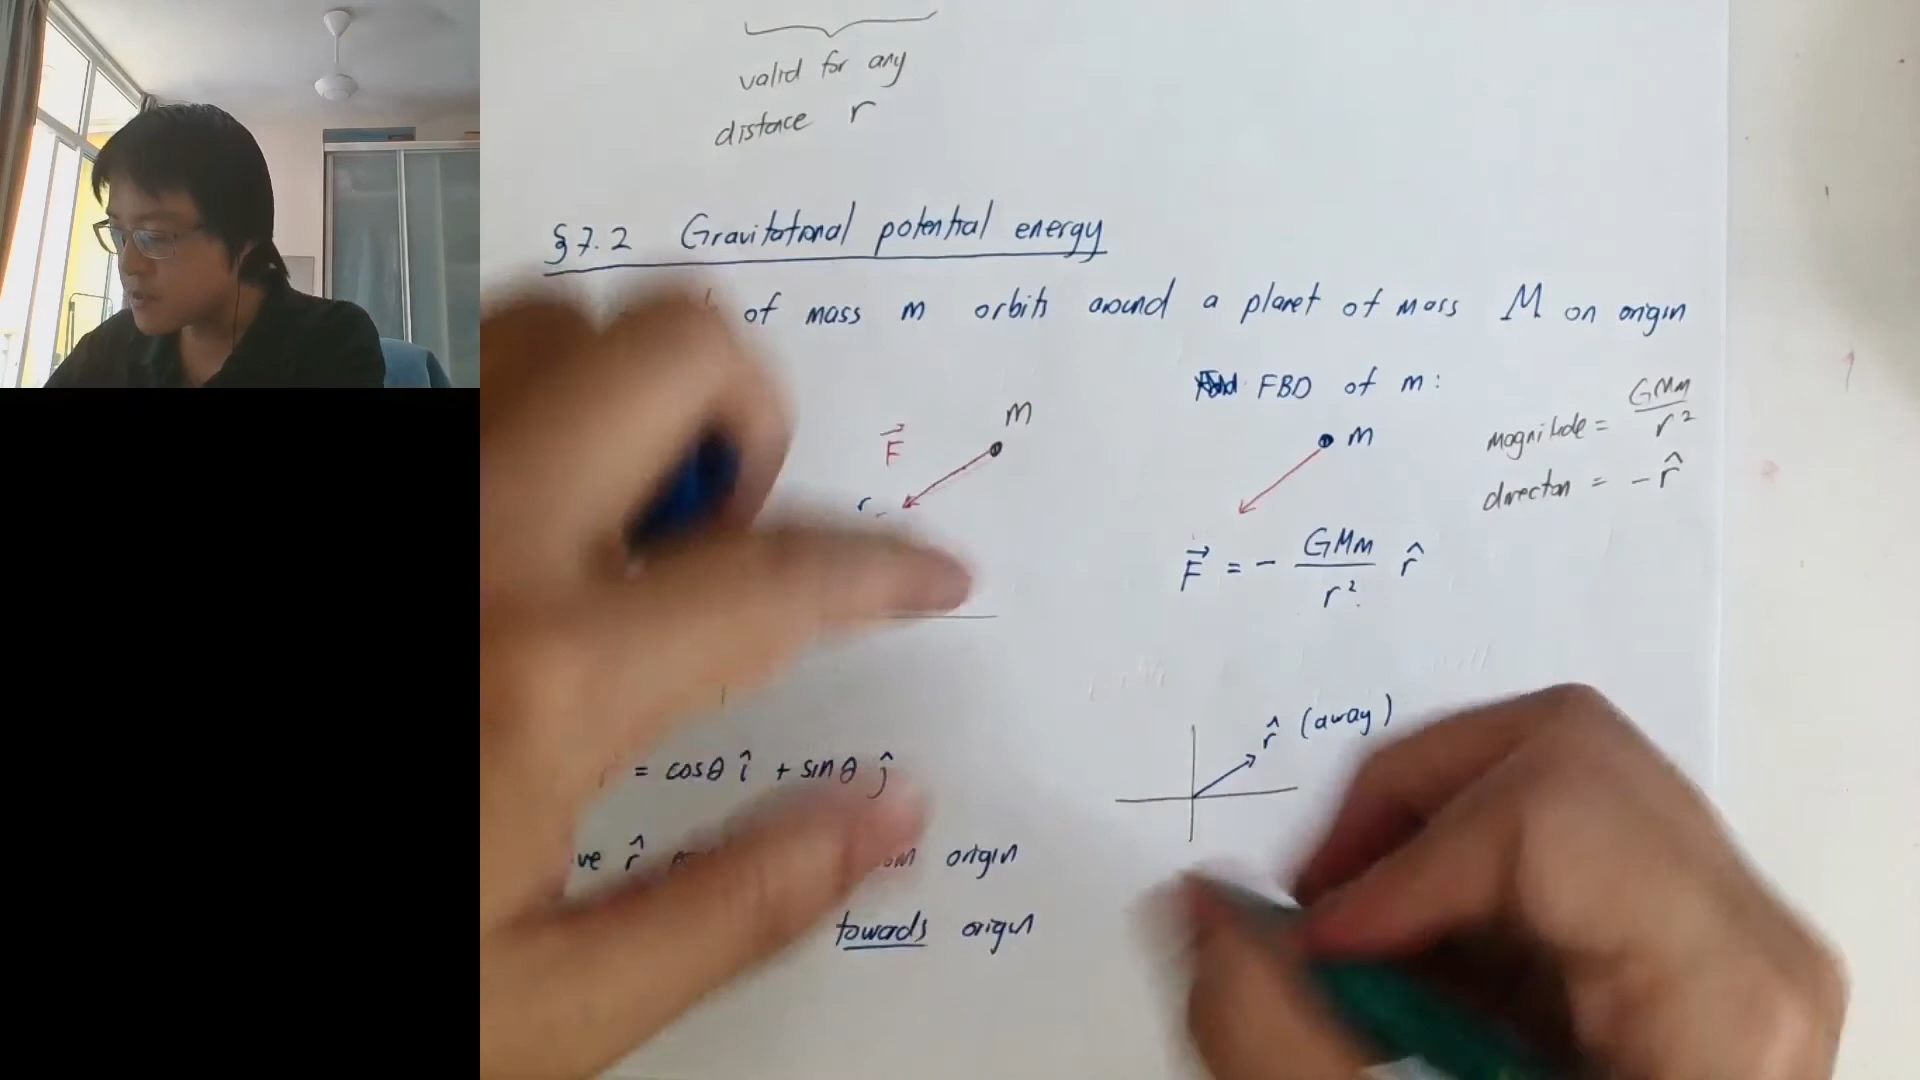 valid for any
distance r
§7.2 Gravitational potential energy
of mass m orbits around a planet of mass M on origin
FBD of m:
magnitude = GMm / r²
direction = - r̂
m
F⃗
r
m
F⃗ = - GMm / r² r̂
r̂ (away)
= cosθ î + sinθ ĵ
ve r̂
origin
towards origin